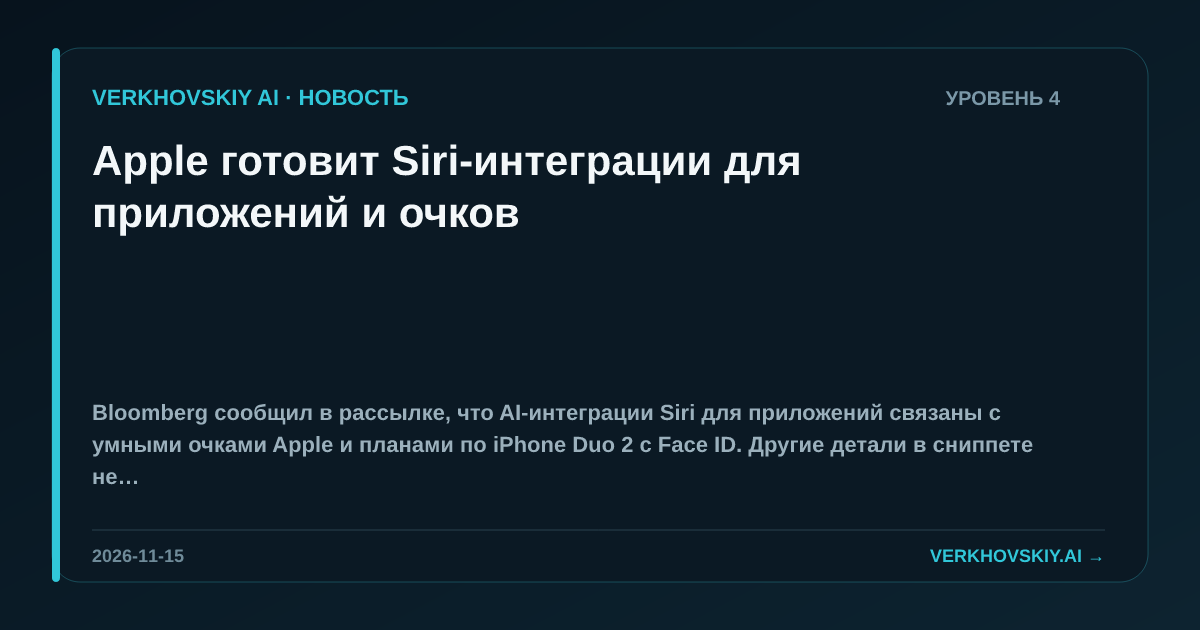 VERKHOVSKIY AI · НОВОСТЬ
УРОВЕНЬ 4
Apple готовит Siri-интеграции для
приложений и очков
Bloomberg сообщил в рассылке, что AI-интеграции Siri для приложений связаны с
умными очками Apple и планами по iPhone Duo 2 с Face ID. Другие детали в сниппете
не…
2026-11-15
VERKHOVSKIY.AI →